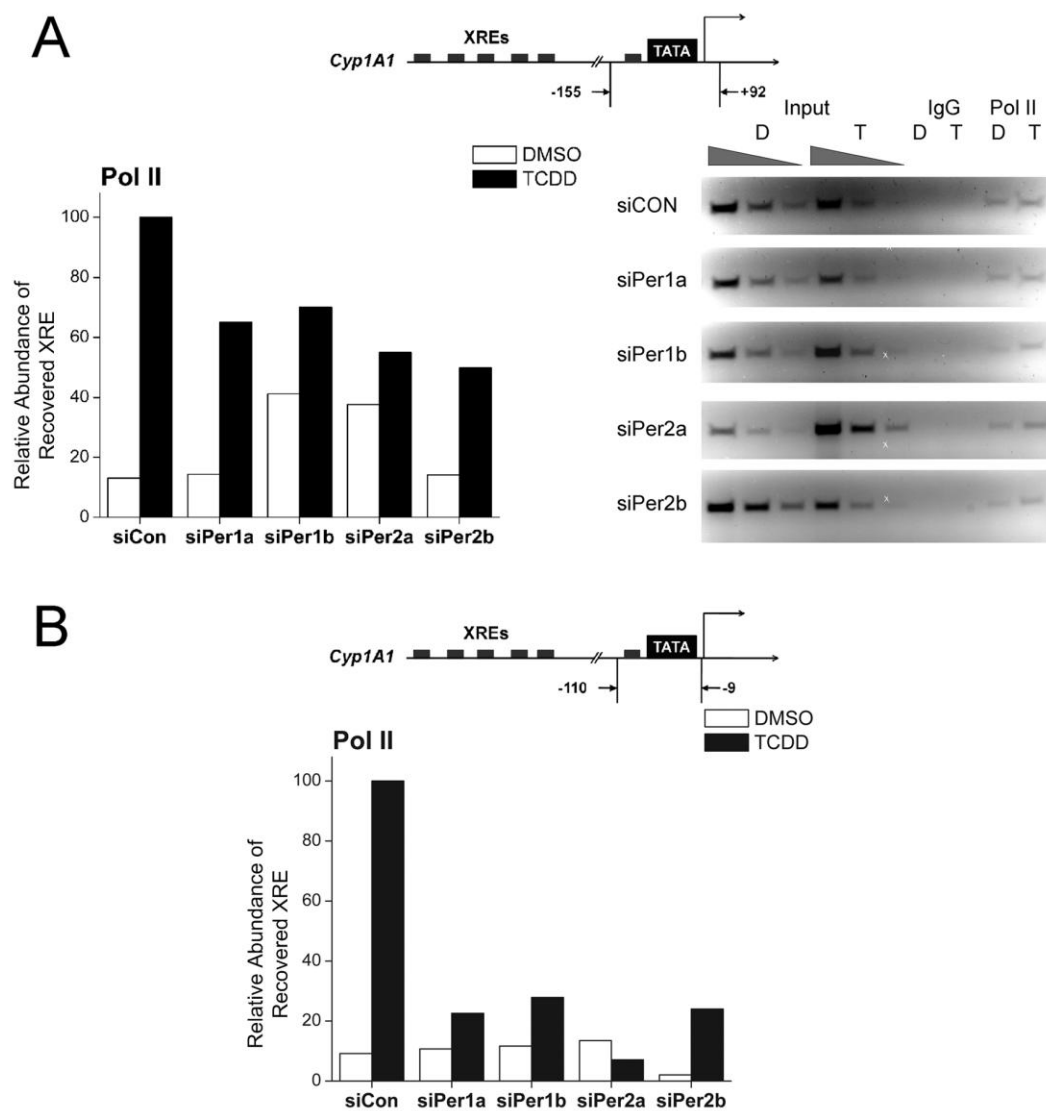 A
XREs
TATA
Cyp1A1
-155
+92
Input
IgG
Pol II
D
T
D
T
D
T
DMSO
TCDD
Pol II
100
80
60
40
20
0
Relative Abundance of
Recovered XRE
siCon
siPer1a
siPer1b
siPer2a
siPer2b
siCON
siPer1a
siPer1b
x
siPer2a
x
siPer2b
x
B
XREs
TATA
Cyp1A1
-110
-9
DMSO
TCDD
Pol II
100
80
60
40
20
0
Relative Abundance of
Recovered XRE
siCon
siPer1a
siPer1b
siPer2a
siPer2b